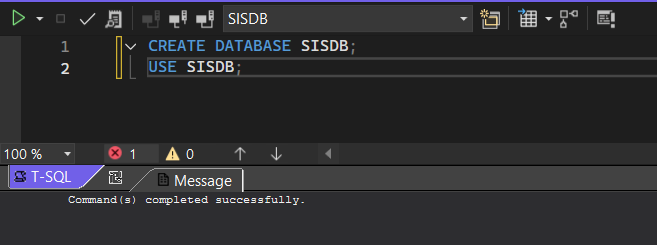 SISDB
1 CREATE DATABASE SISDB;
2 USE SISDB;
100 % 1 0
T-SQL Message
Command(s) completed successfully.